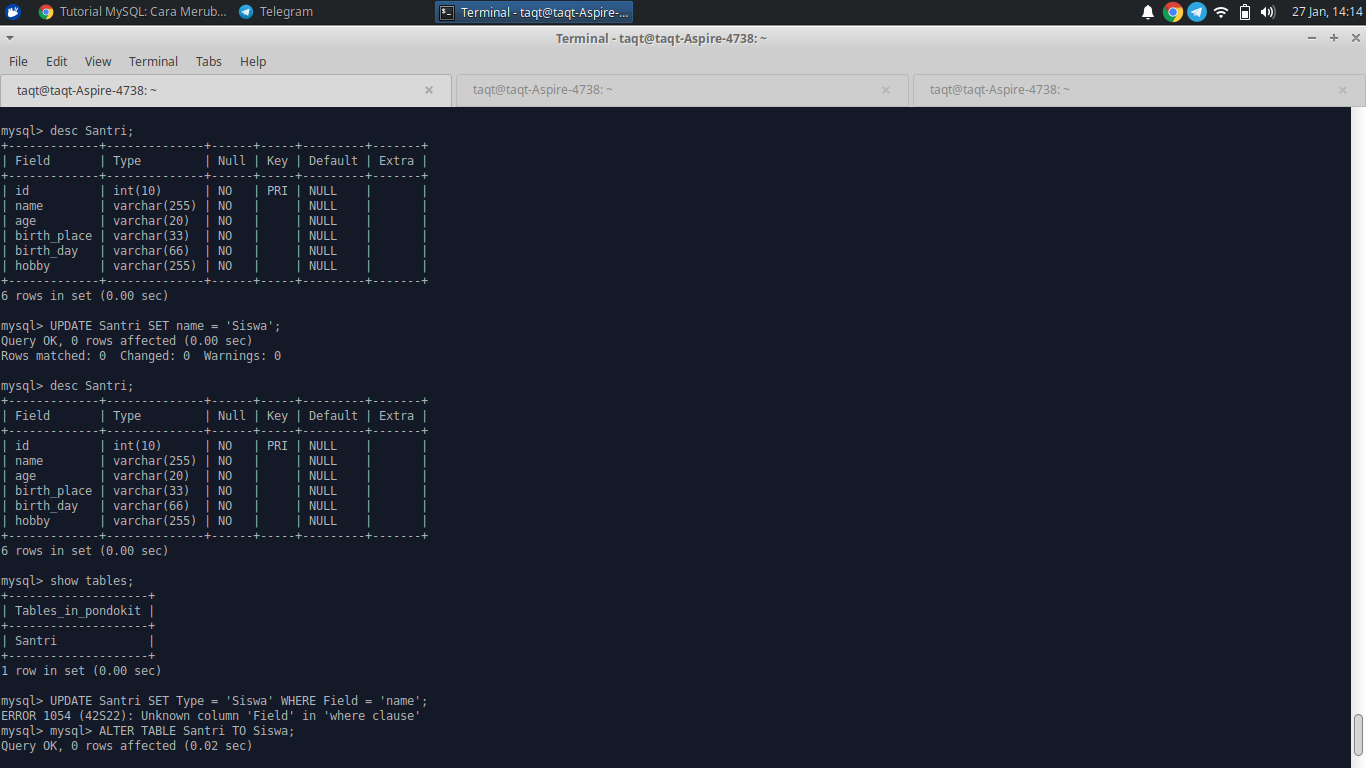 Tutorial MySQL: Cara Merub...
Telegram
Terminal - taqt@taqt-Aspire-...
27 Jan, 14:14
Terminal - taqt@taqt-Aspire-4738: ~
File Edit View Terminal Tabs Help
taqt@taqt-Aspire-4738: ~
taqt@taqt-Aspire-4738: ~
taqt@taqt-Aspire-4738: ~
mysql> desc Santri;
+-------------+--------------+------+-----+---------+-------+
| Field       | Type         | Null | Key | Default | Extra |
+-------------+--------------+------+-----+---------+-------+
| id          | int(10)      | NO   | PRI | NULL    |       |
| name        | varchar(255) | NO   |     | NULL    |       |
| age         | varchar(20)  | NO   |     | NULL    |       |
| birth_place | varchar(33)  | NO   |     | NULL    |       |
| birth_day   | varchar(66)  | NO   |     | NULL    |       |
| hobby       | varchar(255) | NO   |     | NULL    |       |
+-------------+--------------+------+-----+---------+-------+
6 rows in set (0.00 sec)
mysql> UPDATE Santri SET name = 'Siswa';
Query OK, 0 rows affected (0.00 sec)
Rows matched: 0  Changed: 0  Warnings: 0
mysql> desc Santri;
+-------------+--------------+------+-----+---------+-------+
| Field       | Type         | Null | Key | Default | Extra |
+-------------+--------------+------+-----+---------+-------+
| id          | int(10)      | NO   | PRI | NULL    |       |
| name        | varchar(255) | NO   |     | NULL    |       |
| age         | varchar(20)  | NO   |     | NULL    |       |
| birth_place | varchar(33)  | NO   |     | NULL    |       |
| birth_day   | varchar(66)  | NO   |     | NULL    |       |
| hobby       | varchar(255) | NO   |     | NULL    |       |
+-------------+--------------+------+-----+---------+-------+
6 rows in set (0.00 sec)
mysql> show tables;
+--------------------+
| Tables_in_pondokit |
+--------------------+
| Santri             |
+--------------------+
1 row in set (0.00 sec)
mysql> UPDATE Santri SET Type = 'Siswa' WHERE Field = 'name';
ERROR 1054 (42S22): Unknown column 'Field' in 'where clause'
mysql> mysql> ALTER TABLE Santri TO Siswa;
Query OK, 0 rows affected (0.02 sec)